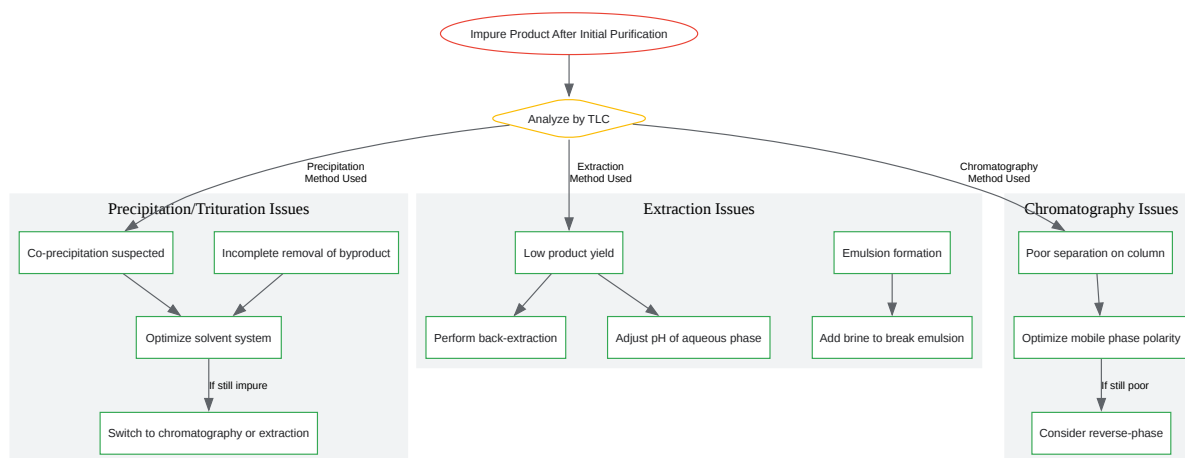 Impure Product After Initial Purification
Analyze by TLC
Precipitation
Method Used
Extraction
Method Used
Chromatography
Method Used
Precipitation/Trituration Issues
Extraction Issues
Chromatography Issues
Co-precipitation suspected
Incomplete removal of byproduct
Low product yield
Emulsion formation
Poor separation on column
Optimize solvent system
Perform back-extraction
Adjust pH of aqueous phase
Add brine to break emulsion
Optimize mobile phase polarity
If still impure
If still poor
Switch to chromatography or extraction
Consider reverse-phase